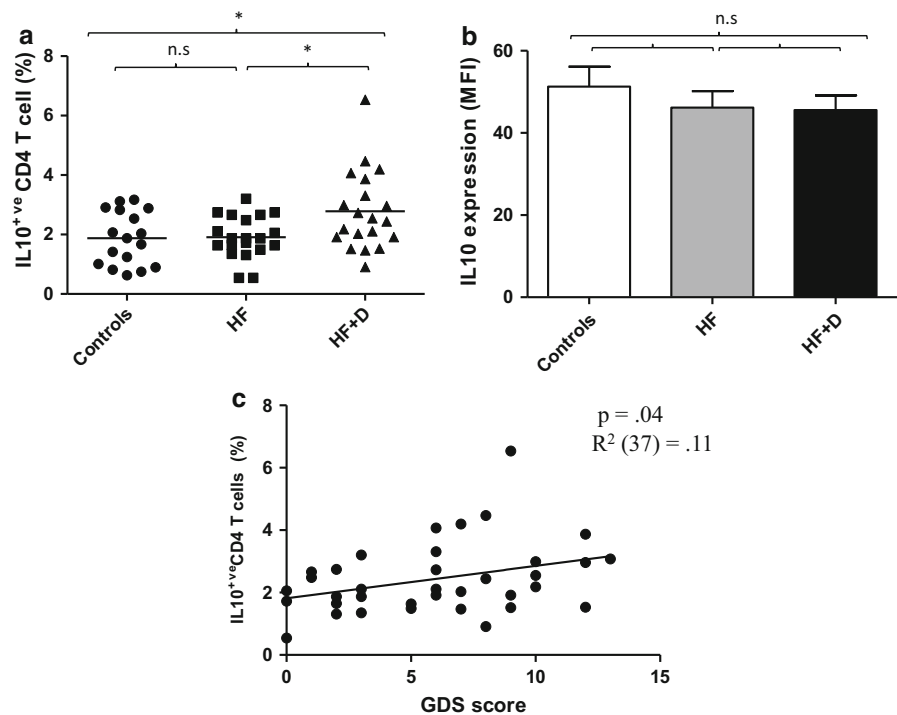 a
*
n.s
*
IL10+ve CD4 T cell (%)
8
6
4
2
0
Controls
HF
HF+D
b
n.s
IL10 expression (MFI)
60
40
20
0
Controls
HF
HF+D
c
p = .04
R² (37) = .11
IL10+veCD4 T cells (%)
8
6
4
2
0
0
5
10
15
GDS score